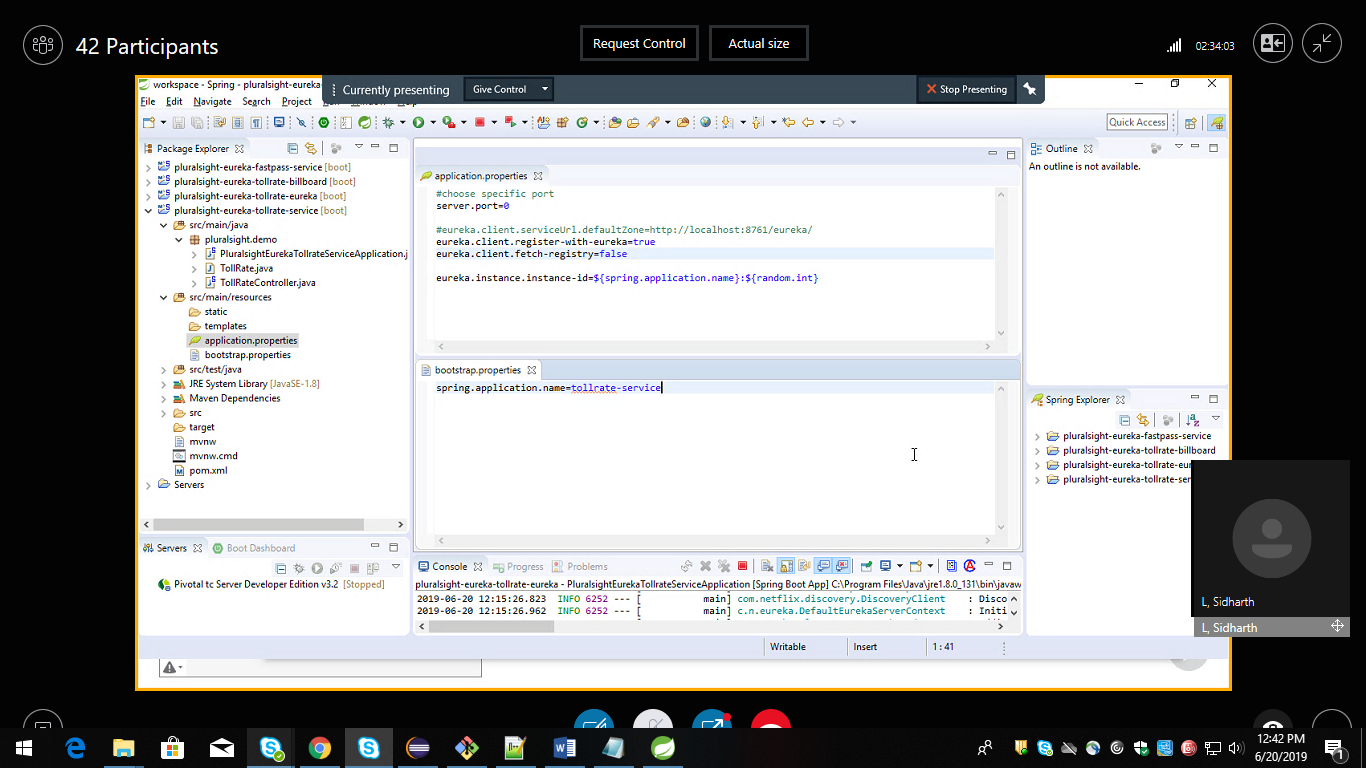 42 Participants
Request Control
Actual size
02:34:03
workspace - Spring - pluralsight-eureka
Currently presenting
Give Control
Stop Presenting
File Edit Navigate Search Project
Quick Access
Package Explorer
pluralsight-eureka-fastpass-service [boot]
pluralsight-eureka-tollrate-billboard [boot]
pluralsight-eureka-tollrate-eureka [boot]
pluralsight-eureka-tollrate-service [boot]
src/main/java
pluralsight.demo
PluralsightEurekaTollrateServiceApplication.j
TollRate.java
TollRateController.java
src/main/resources
static
templates
application.properties
bootstrap.properties
src/test/java
JRE System Library [JavaSE-1.8]
Maven Dependencies
src
target
mvnw
mvnw.cmd
pom.xml
Servers
application.properties
#choose specific port
server.port=0
#eureka.client.serviceUrl.defaultZone=http://localhost:8761/eureka/
eureka.client.register-with-eureka=true
eureka.client.fetch-registry=false
eureka.instance.instance-id=${spring.application.name}:${random.int}
bootstrap.properties
spring.application.name=tollrate-service
Outline
An outline is not available.
Spring Explorer
pluralsight-eureka-fastpass-service
pluralsight-eureka-tollrate-billboard
pluralsight-eureka-tollrate-eur
pluralsight-eureka-tollrate-ser
L, Sidharth
L, Sidharth
Servers
Boot Dashboard
Pivotal tc Server Developer Edition v3.2 [Stopped]
Console
Progress
Problems
pluralsight-eureka-tollrate-eureka - PluralsightEurekaTollrateServiceApplication [Spring Boot App] C:\Program Files\Java\jre1.8.0_131\bin\javaw
2019-06-20 12:15:26.823 INFO 6252 --- [ main] com.netflix.discovery.DiscoveryClient : Disco
2019-06-20 12:15:26.962 INFO 6252 --- [ main] c.n.eureka.DefaultEurekaServerContext : Initi
Writable
Insert
1 : 41
12:42 PM
6/20/2019
1